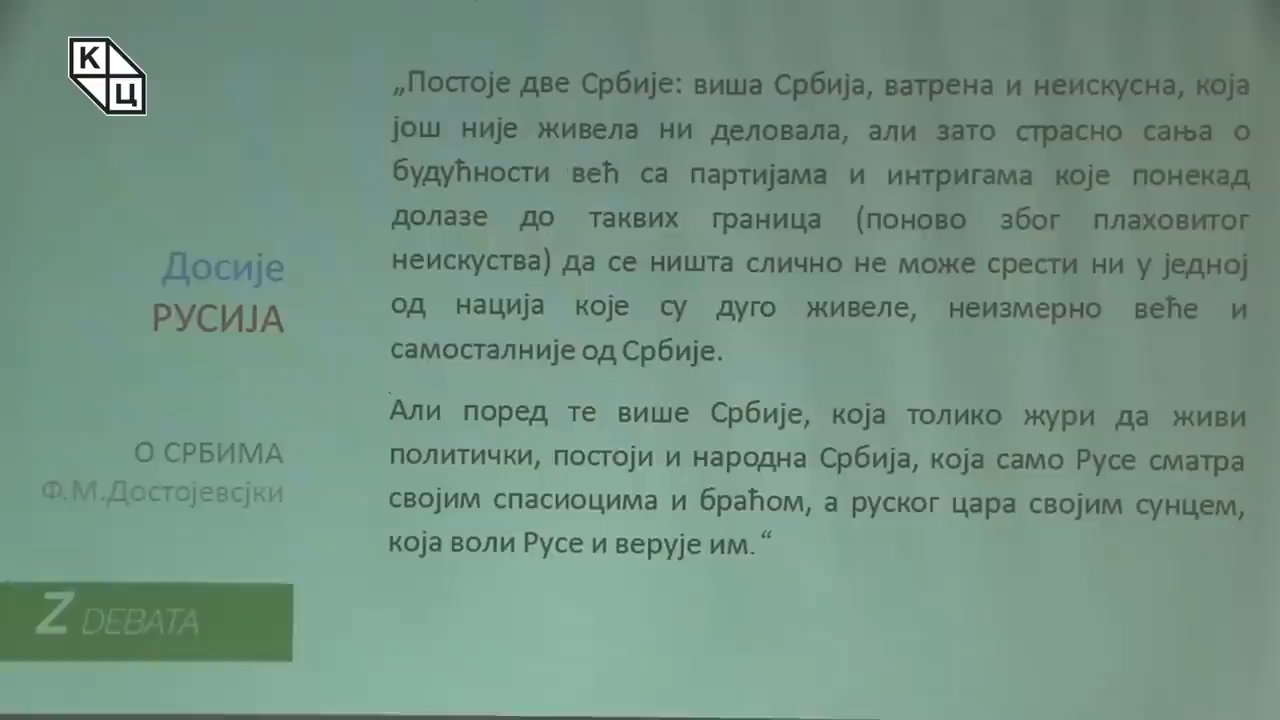 К
Ц
„Постоје две Србије: виша Србија, ватрена и неискусна, која
још није живела ни деловала, али зато страсно сања о
будућности већ са партијама и интригама које понекад
долазе до таквих граница (поново због плаховитог
неискуства) да се ништа слично не може срести ни у једној
од нација које су дуго живеле, неизмерно веће и
самосталније од Србије.
Али поред те више Србије, која толико жури да живи
политички, постоји и народна Србија, која само Русе сматра
својим спасиоцима и браћом, а руског цара својим сунцем,
која воли Русе и верује им.“
Досије
РУСИЈА
О СРБИМА
Ф.М.Достојевсјки
Z DEBATA